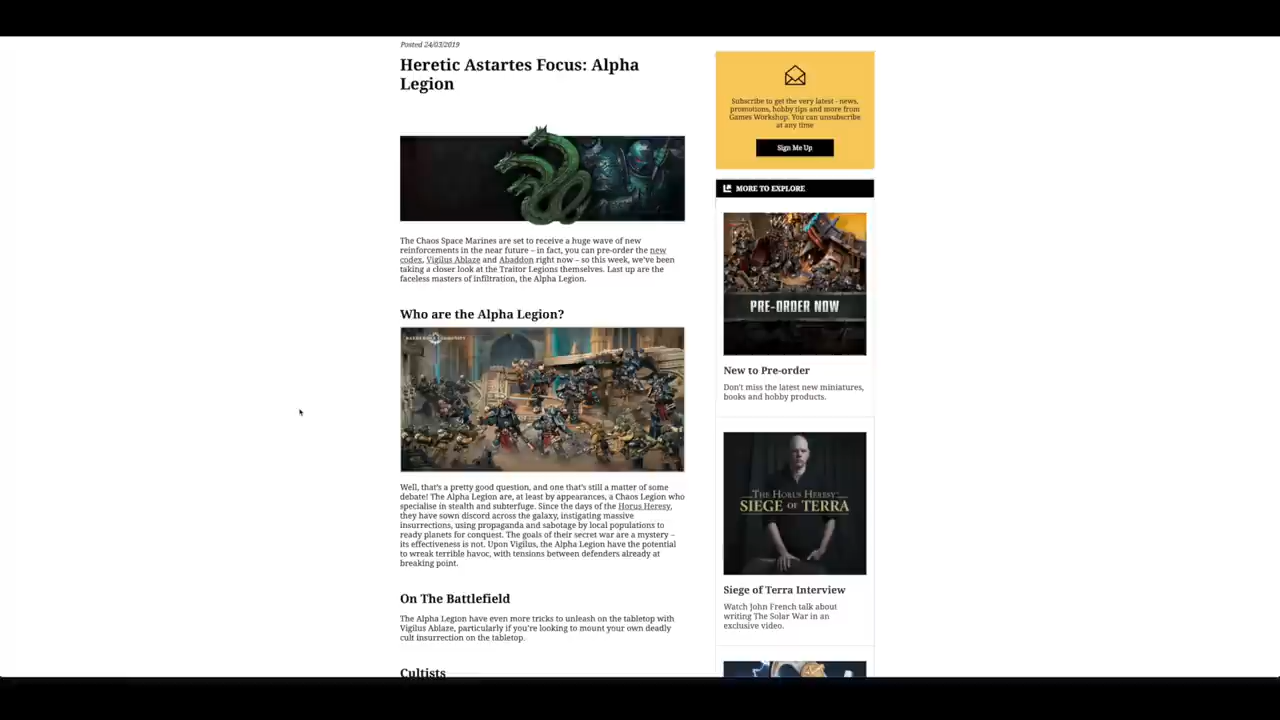 Posted 24/03/2019
Heretic Astartes Focus: Alpha
Legion
The Chaos Space Marines are set to receive a huge wave of new
reinforcements in the near future – in fact, you can pre-order the new
codex, Vigilus Ablaze and Abaddon right now – so this week, we've been
taking a closer look at the Traitor Legions themselves. Last up are the
faceless masters of infiltration, the Alpha Legion.
Who are the Alpha Legion?
Well, that's a pretty good question, and one that's still a matter of some
debate! The Alpha Legion are, at least by appearances, a Chaos Legion who
specialise in stealth and subterfuge. Since the days of the Horus Heresy,
they have sown discord across the galaxy, instigating massive
insurrections, using propaganda and sabotage by local populations to
ready planets for conquest. The goals of their secret war are a mystery –
its effectiveness is not. Upon Vigilus, the Alpha Legion have the potential
to wreak terrible havoc, with tensions between defenders already at
breaking point.
On The Battlefield
The Alpha Legion have even more tricks to unleash on the tabletop with
Vigilus Ablaze, particularly if you're looking to mount your own deadly
cult insurrection on the tabletop.
Cultists
Subscribe to get the very latest - news,
promotions, hobby tips and more from
Games Workshop. You can unsubscribe
at any time
Sign Me Up
MORE TO EXPLORE
PRE-ORDER NOW
New to Pre-order
Don't miss the latest new miniatures,
books and hobby products.
THE HORUS HERESY
SIEGE OF TERRA
Siege of Terra Interview
Watch John French talk about
writing The Solar War in an
exclusive video.